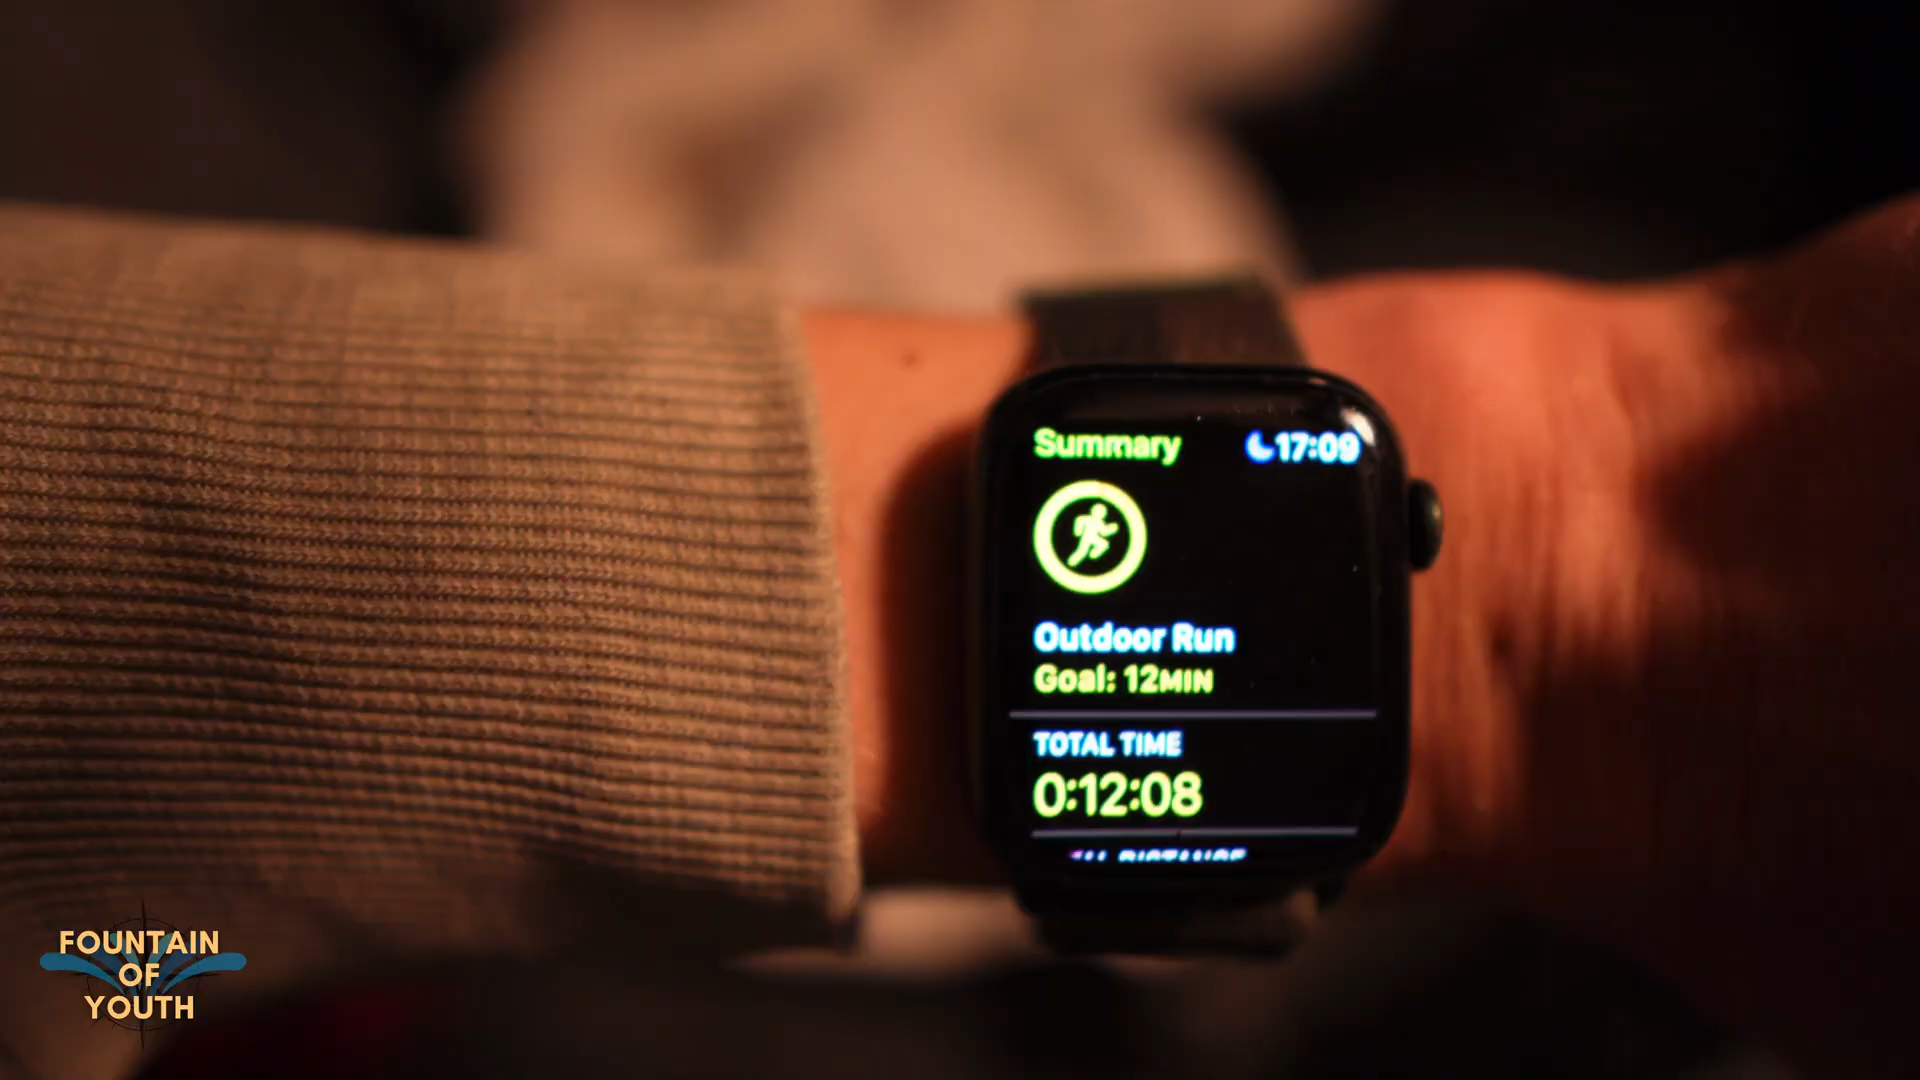 Summary 17:09
Outdoor Run
Goal: 12MIN
TOTAL TIME
0:12:08
FOUNTAIN
OF
YOUTH